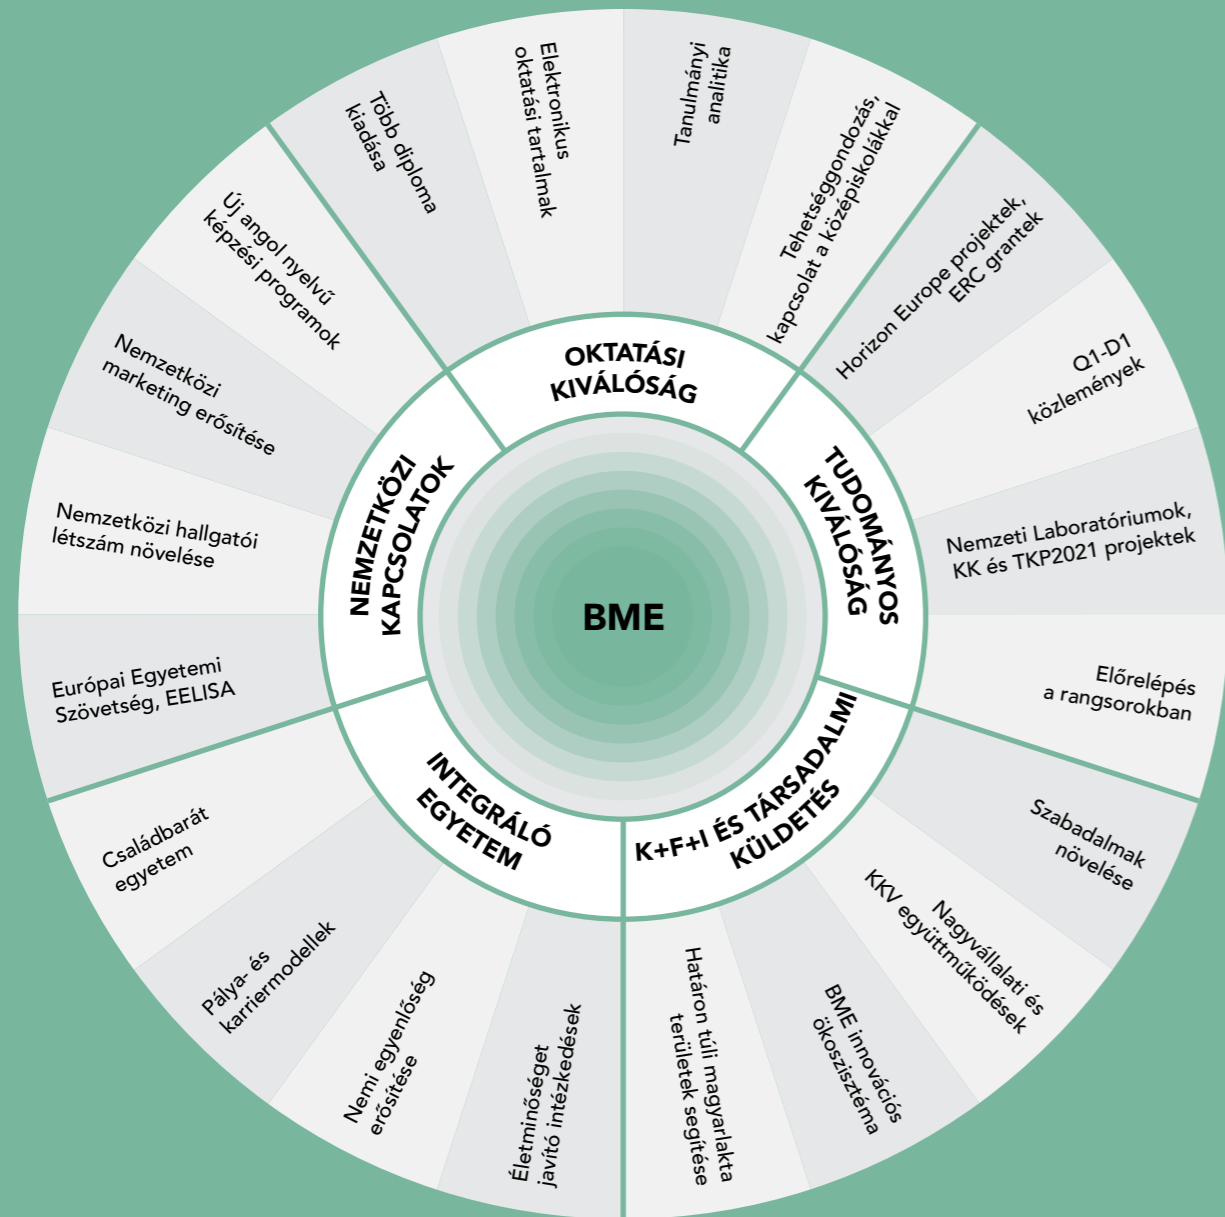 Több diploma
kiadása
Elektronikus
oktatási tartalmak
Tanulmányi
analitika
Tehetséggondozás,
kapcsolat a középiskolákkal
Horizon Europe projektek,
ERC grantek
Q1-D1
közlemények
Nemzeti Laboratóriumok,
KK és TKP2021 projektek
Előrelépés
a rangsorokban
Szabadalmak
növelése
Nagyvállalati és
KKV együttműködések
BME innovációs
ökoszisztéma
Határon túli magyarlakta
területek segítése
Életminőséget
javító intézkedések
Nemi egyenlőség
erősítése
Pálya- és
karriermodellek
Családbarát
egyetem
Európai Egyetemi
Szövetség, EELISA
Nemzetközi hallgatói
létszám növelése
Nemzetközi
marketing erősítése
Új angol nyelvű
képzési programok
OKTATÁSI
KIVÁLÓSÁG
TUDOMÁNYOS
KIVÁLÓSÁG
K+F+I ÉS TÁRSADALMI
KÜLDETÉS
INTEGRÁLÓ
EGYETEM
NEMZETKÖZI
KAPCSOLATOK
BME